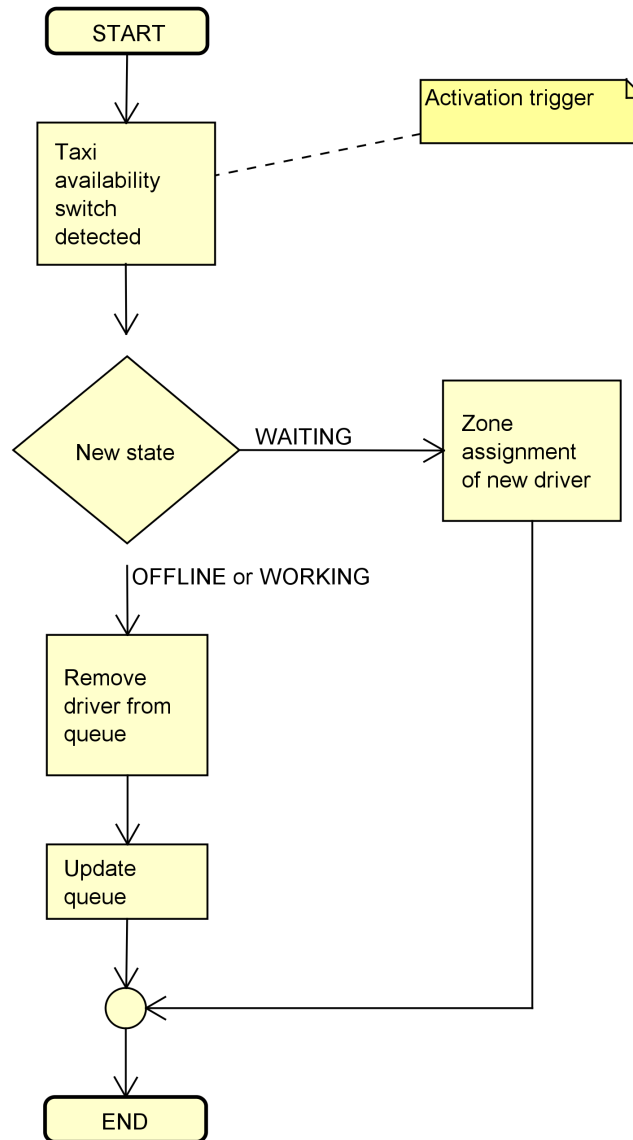 START
Activation trigger
Taxi
availability
switch
detected
New state
WAITING
Zone
assignment
of new driver
OFFLINE or WORKING
Remove
driver from
queue
Update
queue
END